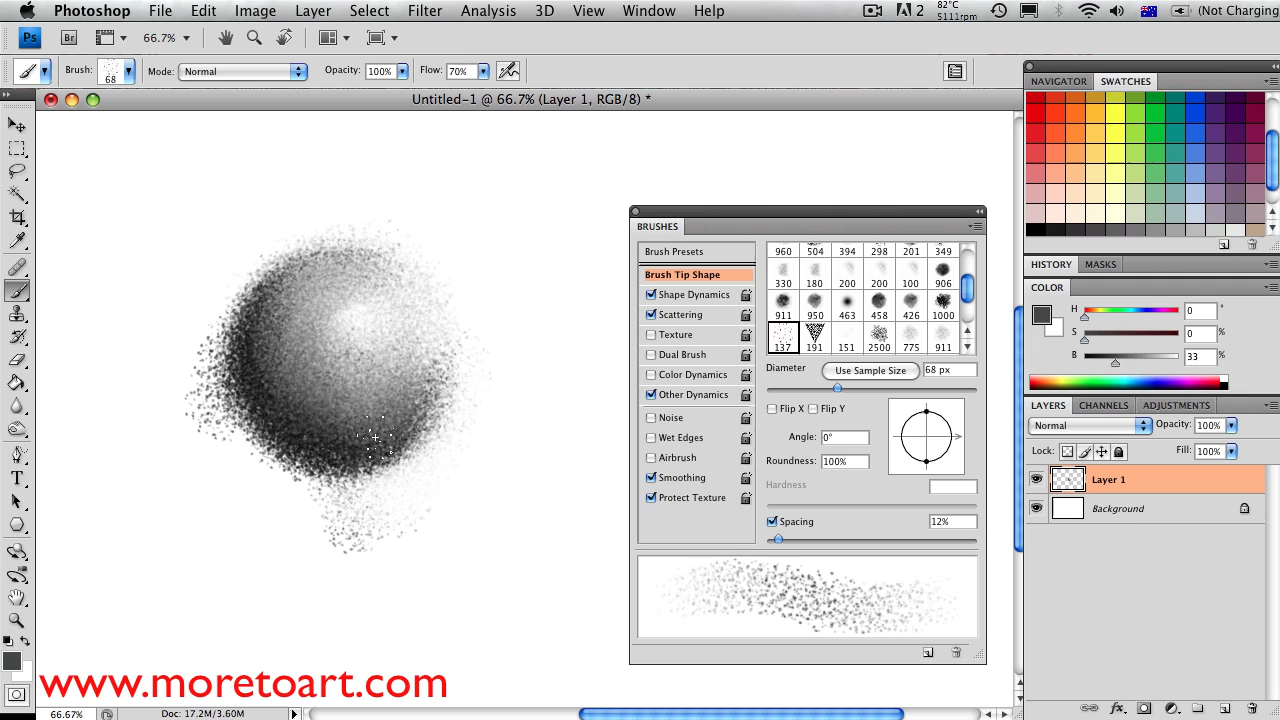 Photoshop File Edit Image Layer Select Filter Analysis 3D View Window Help 2 82°C 5111rpm (Not Charging
Ps Br 66.7%
Brush: 68 Mode: Normal Opacity: 100% Flow: 70%
Untitled-1 @ 66.7% (Layer 1, RGB/8) *
NAVIGATOR SWATCHES
BRUSHES
Brush Presets
Brush Tip Shape
Shape Dynamics
Scattering
Texture
Dual Brush
Color Dynamics
Other Dynamics
Noise
Wet Edges
Airbrush
Smoothing
Protect Texture
960 504 394 298 201 349
330 180 200 200 100 906
911 950 463 458 426 1000
137 191 151 2500 775 911
Diameter Use Sample Size 68 px
Flip X Flip Y
Angle: 0°
Roundness: 100%
Hardness
Spacing 12%
HISTORY MASKS
COLOR
H 0 °
S 0 %
B 33 %
LAYERS CHANNELS ADJUSTMENTS
Normal Opacity: 100%
Lock: Fill: 100%
Layer 1
Background
fx
www.moretoart.com
66.67% Doc: 17.2M/3.60M